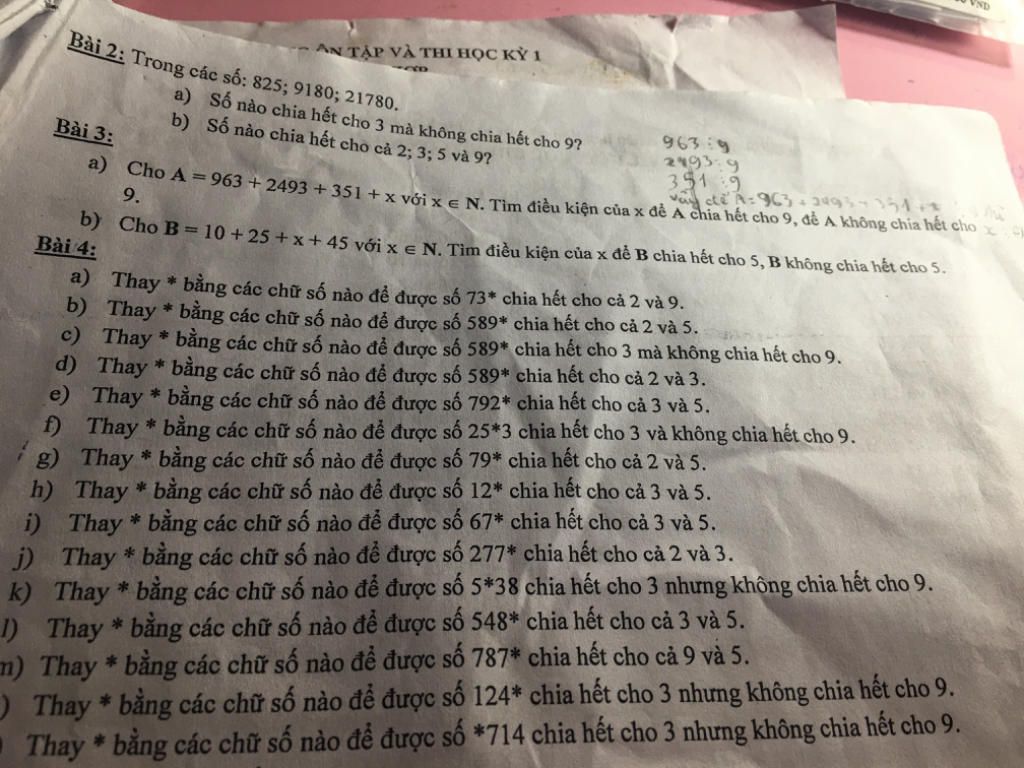 VND
ÔN TẬP VÀ THI HỌC KỲ 1
Bài 2: Trong các số: 825; 9180; 21780.
a) Số nào chia hết cho 3 mà không chia hết cho 9?
b) Số nào chia hết cho cả 2; 3; 5 và 9?
963 ⋮ 9
2493 ⋮ 9
351 ⋮ 9
vậy để A = 963 + 2493 + 351 + x
Bài 3:
a) Cho A = 963 + 2493 + 351 + x với x ∈ N. Tìm điều kiện của x để A chia hết cho 9, để A không chia hết cho
9.
b) Cho B = 10 + 25 + x + 45 với x ∈ N. Tìm điều kiện của x để B chia hết cho 5, B không chia hết cho 5.
Bài 4:
a) Thay * bằng các chữ số nào để được số 73* chia hết cho cả 2 và 9.
b) Thay * bằng các chữ số nào để được số 589* chia hết cho cả 2 và 5.
c) Thay * bằng các chữ số nào để được số 589* chia hết cho 3 mà không chia hết cho 9.
d) Thay * bằng các chữ số nào để được số 589* chia hết cho cả 2 và 3.
e) Thay * bằng các chữ số nào để được số 792* chia hết cho cả 3 và 5.
f) Thay * bằng các chữ số nào để được số 25*3 chia hết cho 3 và không chia hết cho 9.
g) Thay * bằng các chữ số nào để được số 79* chia hết cho cả 2 và 5.
h) Thay * bằng các chữ số nào để được số 12* chia hết cho cả 3 và 5.
i) Thay * bằng các chữ số nào để được số 67* chia hết cho cả 3 và 5.
j) Thay * bằng các chữ số nào để được số 277* chia hết cho cả 2 và 3.
k) Thay * bằng các chữ số nào để được số 5*38 chia hết cho 3 nhưng không chia hết cho 9.
l) Thay * bằng các chữ số nào để được số 548* chia hết cho cả 3 và 5.
m) Thay * bằng các chữ số nào để được số 787* chia hết cho cả 9 và 5.
) Thay * bằng các chữ số nào để được số 124* chia hết cho 3 nhưng không chia hết cho 9.
) Thay * bằng các chữ số nào để được số *714 chia hết cho 3 nhưng không chia hết cho 9.